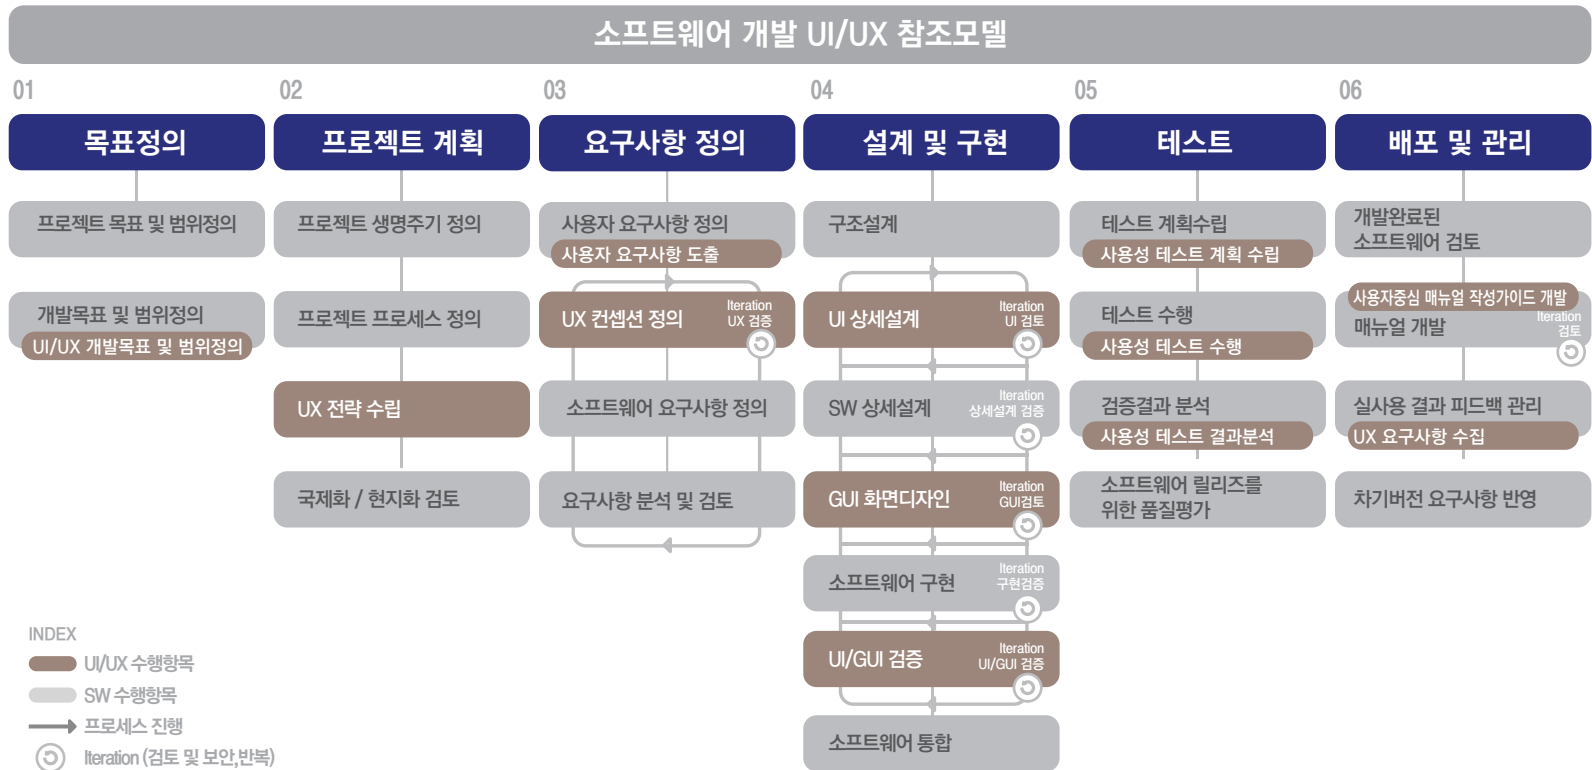 소프트웨어 개발 UI/UX 참조모델
01
목표정의
프로젝트 목표 및 범위정의
개발목표 및 범위정의
UI/UX 개발목표 및 범위정의
02
프로젝트 계획
프로젝트 생명주기 정의
프로젝트 프로세스 정의
UX 전략 수립
국제화 / 현지화 검토
03
요구사항 정의
사용자 요구사항 정의
사용자 요구사항 도출
UX 컨셉션 정의
Iteration
UX 검증
소프트웨어 요구사항 정의
요구사항 분석 및 검토
04
설계 및 구현
구조설계
UI 상세설계
Iteration
UI 검토
SW 상세설계
Iteration
상세설계 검증
GUI 화면디자인
Iteration
GUI검토
소프트웨어 구현
Iteration
구현검증
UI/GUI 검증
Iteration
UI/GUI 검증
소프트웨어 통합
05
테스트
테스트 계획수립
사용성 테스트 계획 수립
테스트 수행
사용성 테스트 수행
검증결과 분석
사용성 테스트 결과분석
소프트웨어 릴리즈를
위한 품질평가
06
배포 및 관리
개발완료된
소프트웨어 검토
사용자중심 매뉴얼 작성가이드 개발
매뉴얼 개발
Iteration
검토
실사용 결과 피드백 관리
UX 요구사항 수집
차기버전 요구사항 반영
INDEX
UI/UX 수행항목
SW 수행항목
프로세스 진행
Iteration (검토 및 보안,반복)